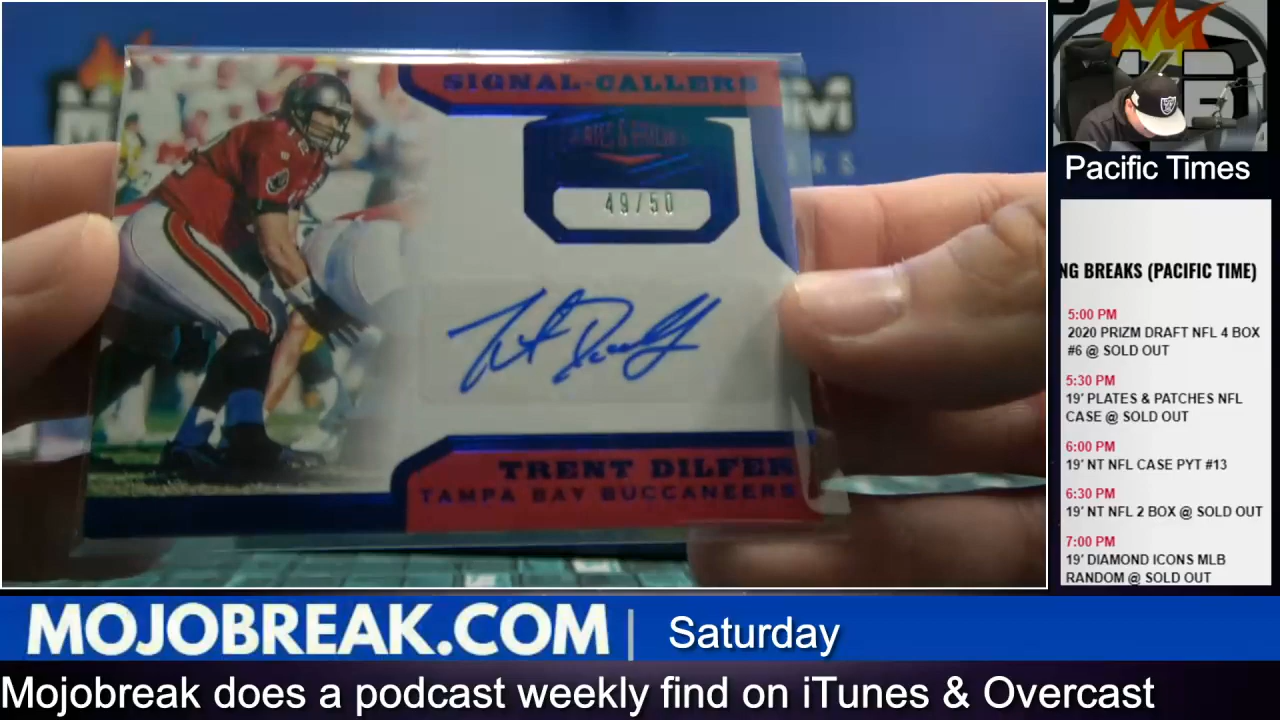 SIGNAL-CALLERS
PLATES & PATCHES
49/50
TRENT DILFER
TAMPA BAY BUCCANEERS
Pacific Times
NG BREAKS (PACIFIC TIME)
5:00 PM
2020 PRIZM DRAFT NFL 4 BOX
#6 @ SOLD OUT
5:30 PM
19' PLATES & PATCHES NFL
CASE @ SOLD OUT
6:00 PM
19' NT NFL CASE PYT #13
6:30 PM
19' NT NFL 2 BOX @ SOLD OUT
7:00 PM
19' DIAMOND ICONS MLB
RANDOM @ SOLD OUT
MOJOBREAK.COM | Saturday
Mojobreak does a podcast weekly find on iTunes & Overcast